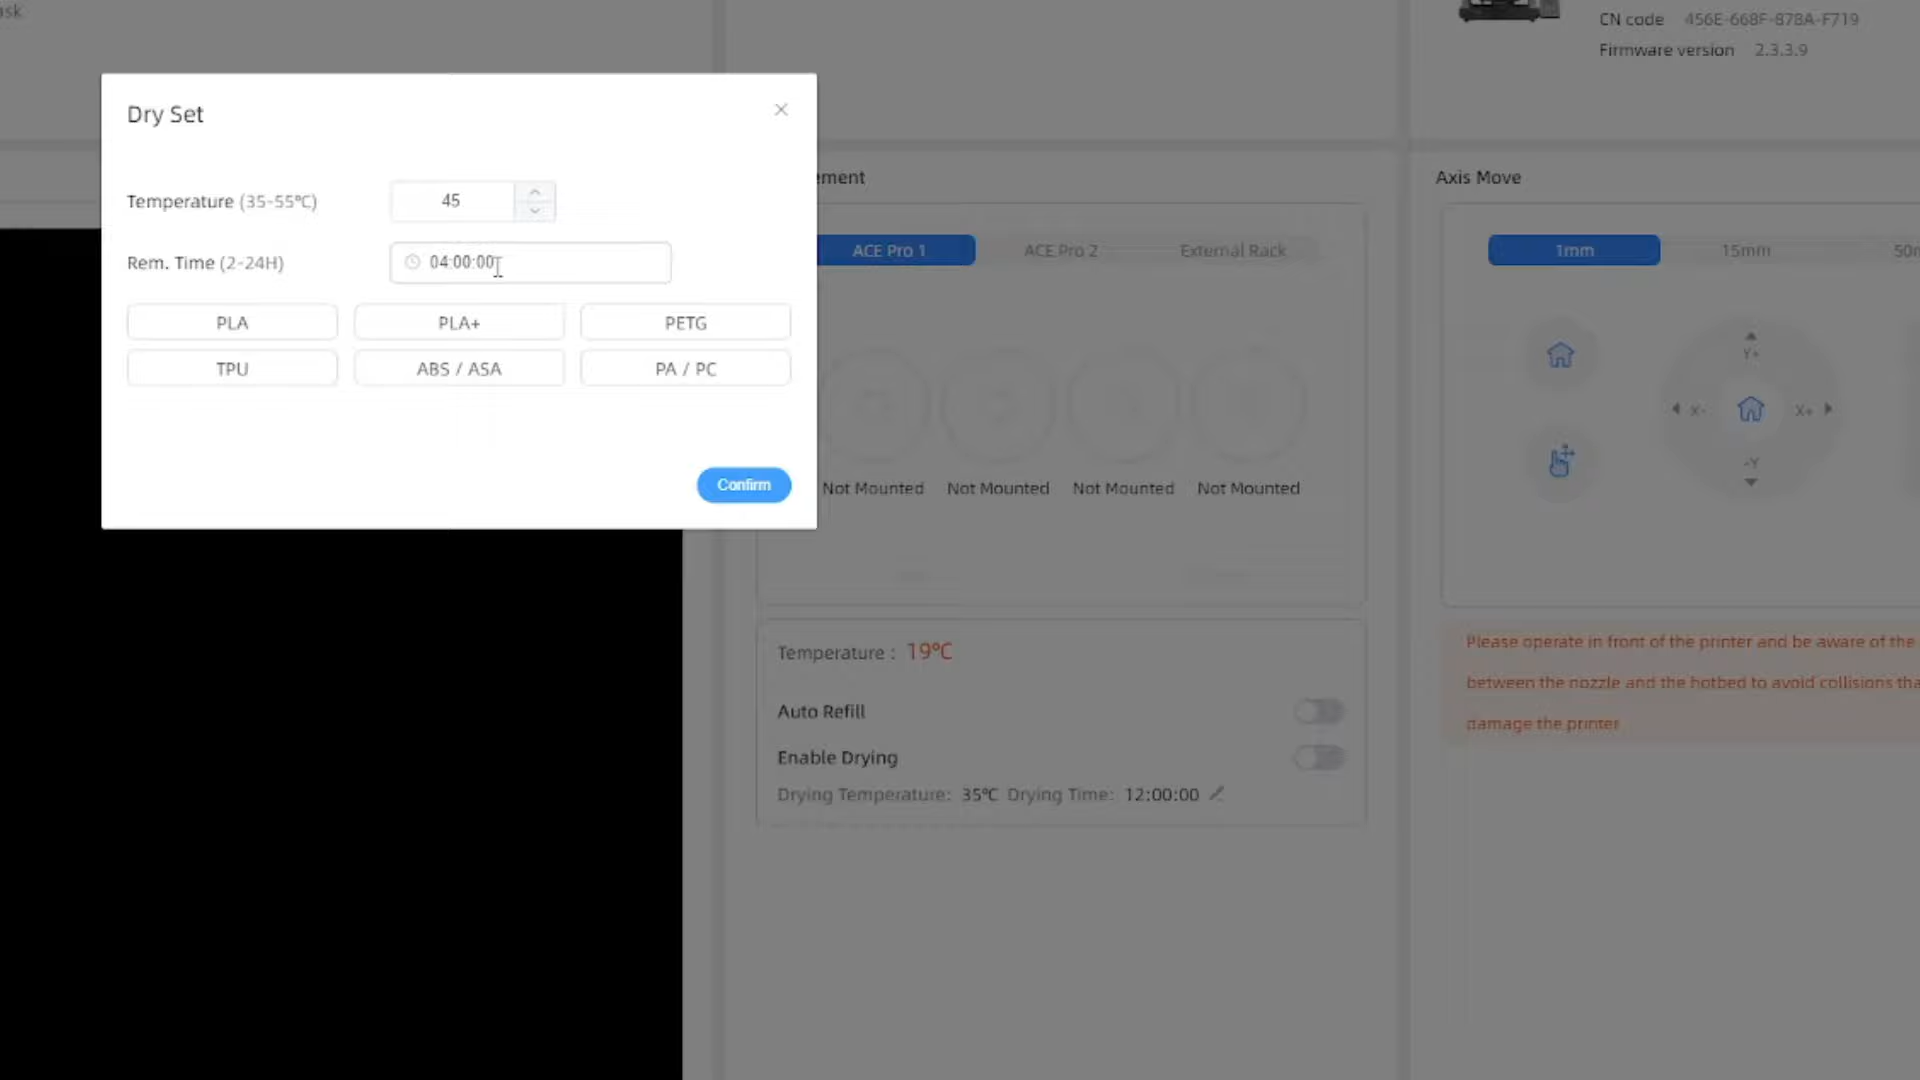 ask
CN code 456E-668F-878A-F719
Firmware version 2.3.3.9
Dry Set
Temperature (35-55℃) 45
Rem. Time (2-24H) 04:00:00
PLA PLA+ PETG
TPU ABS / ASA PA / PC
Confirm
ement
ACE Pro 1 ACE Pro 2 External Rack
Not Mounted Not Mounted Not Mounted Not Mounted
Temperature : 19℃
Auto Refill
Enable Drying
Drying Temperature: 35℃ Drying Time: 12:00:00
Axis Move
1mm 15mm 50m
Y+
X- X+
-Y
Please operate in front of the printer and be aware of the
between the nozzle and the hotbed to avoid collisions tha
damage the printer